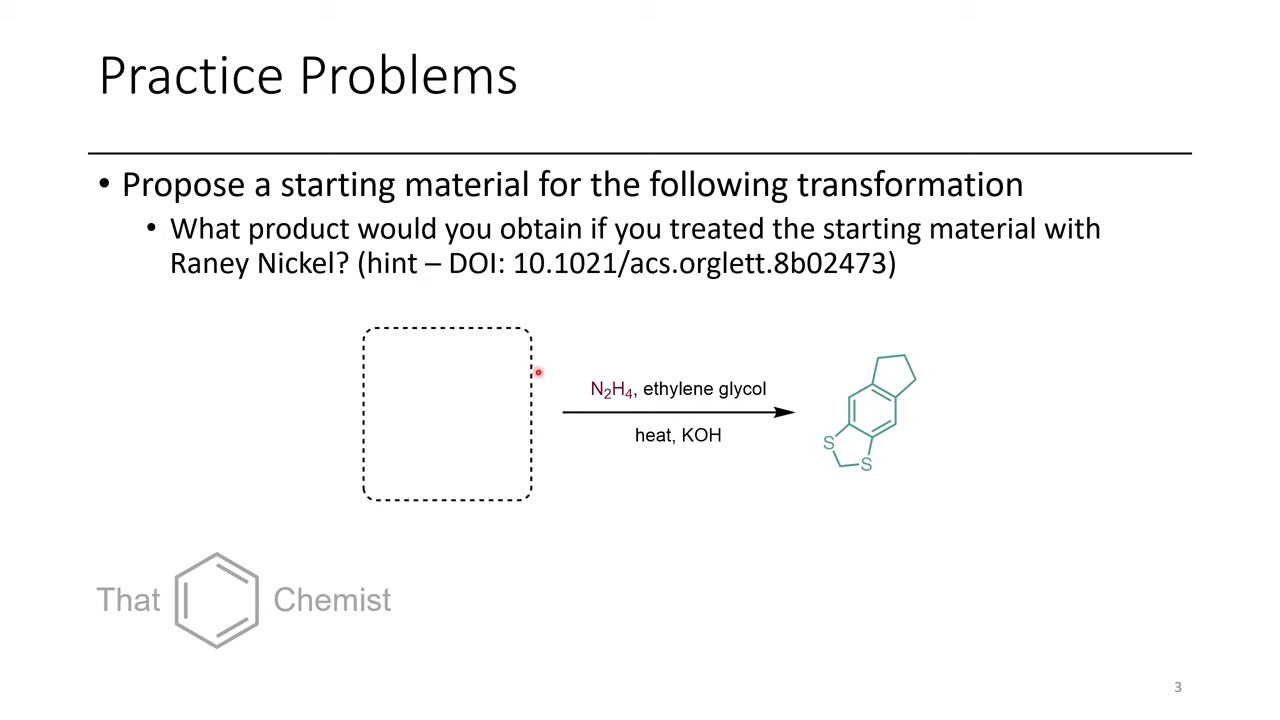 Practice Problems
• Propose a starting material for the following transformation
• What product would you obtain if you treated the starting material with
Raney Nickel? (hint – DOI: 10.1021/acs.orglett.8b02473)
N₂H₄, ethylene glycol
heat, KOH
S
S
That Chemist
3